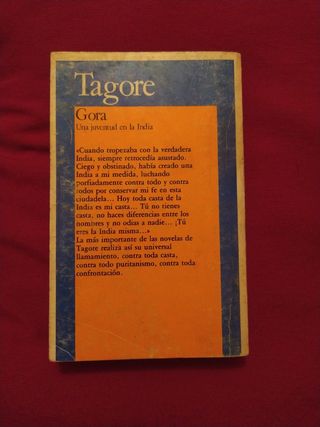 Tagore
Gora
Una juventud en la India
«Cuando tropezaba con la verdadera
India, siempre retrocedía asustado.
Ciego y obstinado, había creado una
India a mi medida, luchando
porfiadamente contra todo y contra
todos por conservar mi fe en esta
ciudadela... Hoy toda casta de la
India es mi casta... Tú no tienes
casta, no haces diferencias entre los
nombres y no odias a nadie... ¡Tú
eres la India misma...»
La más importante de las novelas de
Tagore realiza así su universal
llamamiento, contra toda casta,
contra todo puritanismo, contra toda
confrontación.